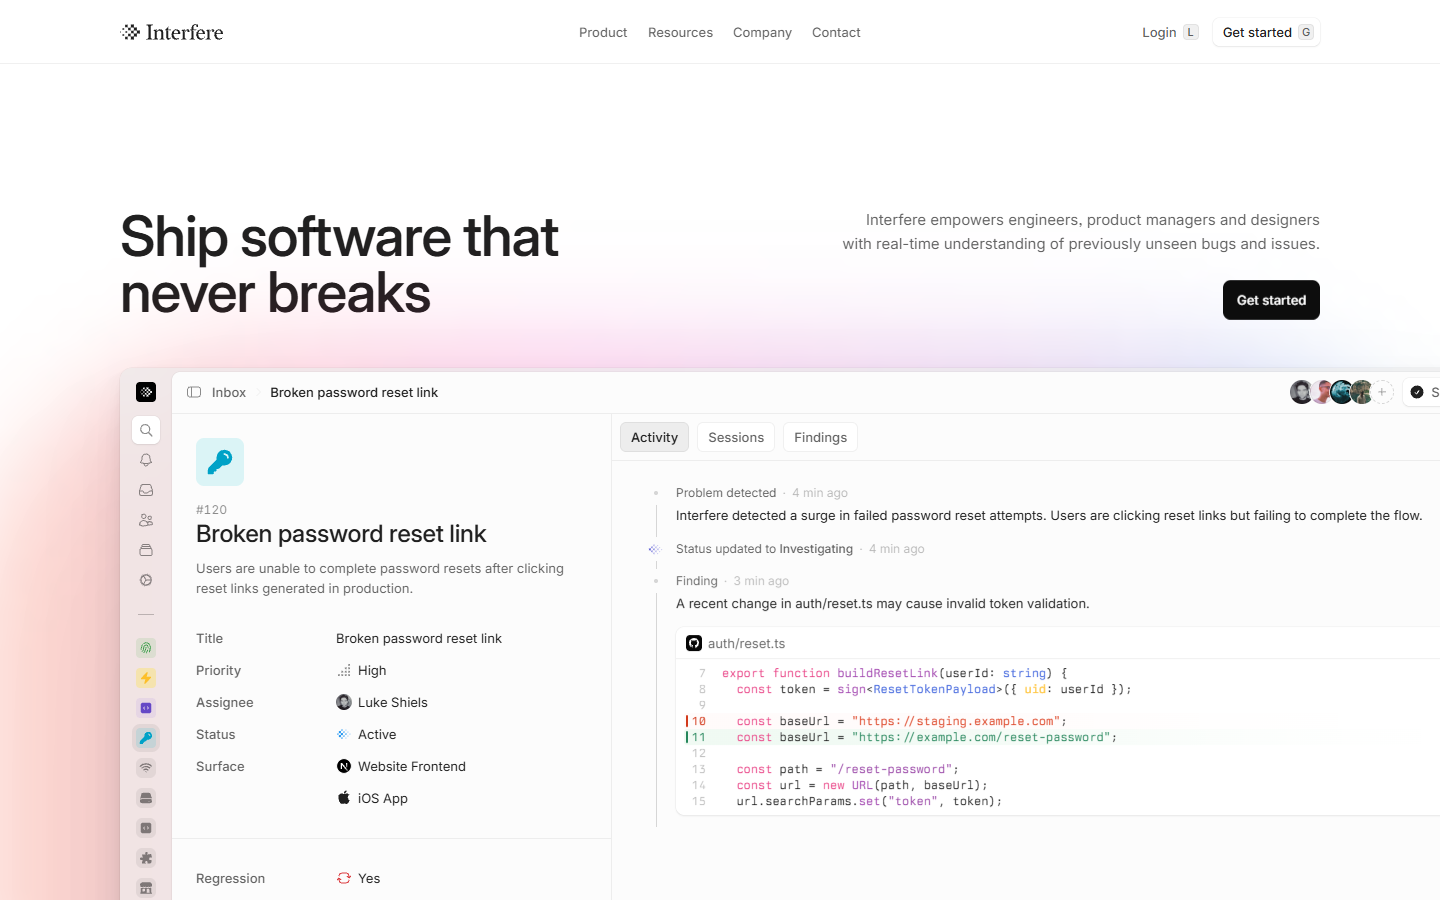 Interfere
Product
Resources
Company
Contact
Login L
Get started G
Ship software that
never breaks
Interfere empowers engineers, product managers and designers
with real-time understanding of previously unseen bugs and issues.
Get started
Inbox
Broken password reset link
S
#120
Broken password reset link
Users are unable to complete password resets after clicking
reset links generated in production.
Title Broken password reset link
Priority High
Assignee Luke Shiels
Status Active
Surface Website Frontend
iOS App
Regression Yes
Activity
Sessions
Findings
Problem detected · 4 min ago
Interfere detected a surge in failed password reset attempts. Users are clicking reset links but failing to complete the flow.
Status updated to Investigating · 4 min ago
Finding · 3 min ago
A recent change in auth/reset.ts may cause invalid token validation.
auth/reset.ts
7 export function buildResetLink(userId: string) {
8 const token = sign<ResetTokenPayload>({ uid: userId });
9
10 const baseUrl = "https://staging.example.com";
11 const baseUrl = "https://example.com/reset-password";
12
13 const path = "/reset-password";
14 const url = new URL(path, baseUrl);
15 url.searchParams.set("token", token);